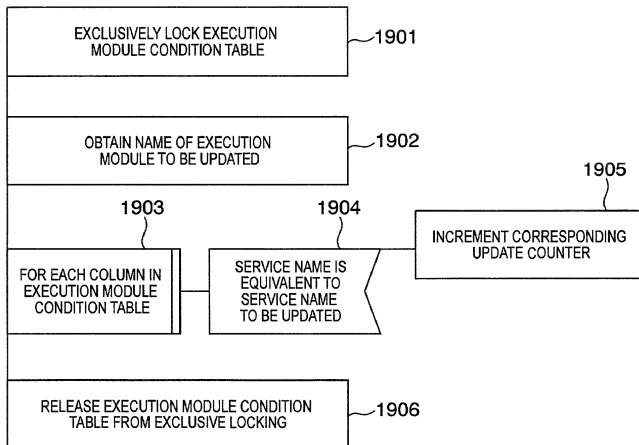 EXCLUSIVELY LOCK EXECUTION
MODULE CONDITION TABLE
1901
OBTAIN NAME OF EXECUTION
MODULE TO BE UPDATED
1902
1903
FOR EACH COLUMN IN
EXECUTION MODULE
CONDITION TABLE
1904
SERVICE NAME IS
EQUIVALENT TO
SERVICE NAME
TO BE UPDATED
1905
INCREMENT CORRESPONDING
UPDATE COUNTER
RELEASE EXECUTION MODULE CONDITION
TABLE FROM EXCLUSIVE LOCKING
1906